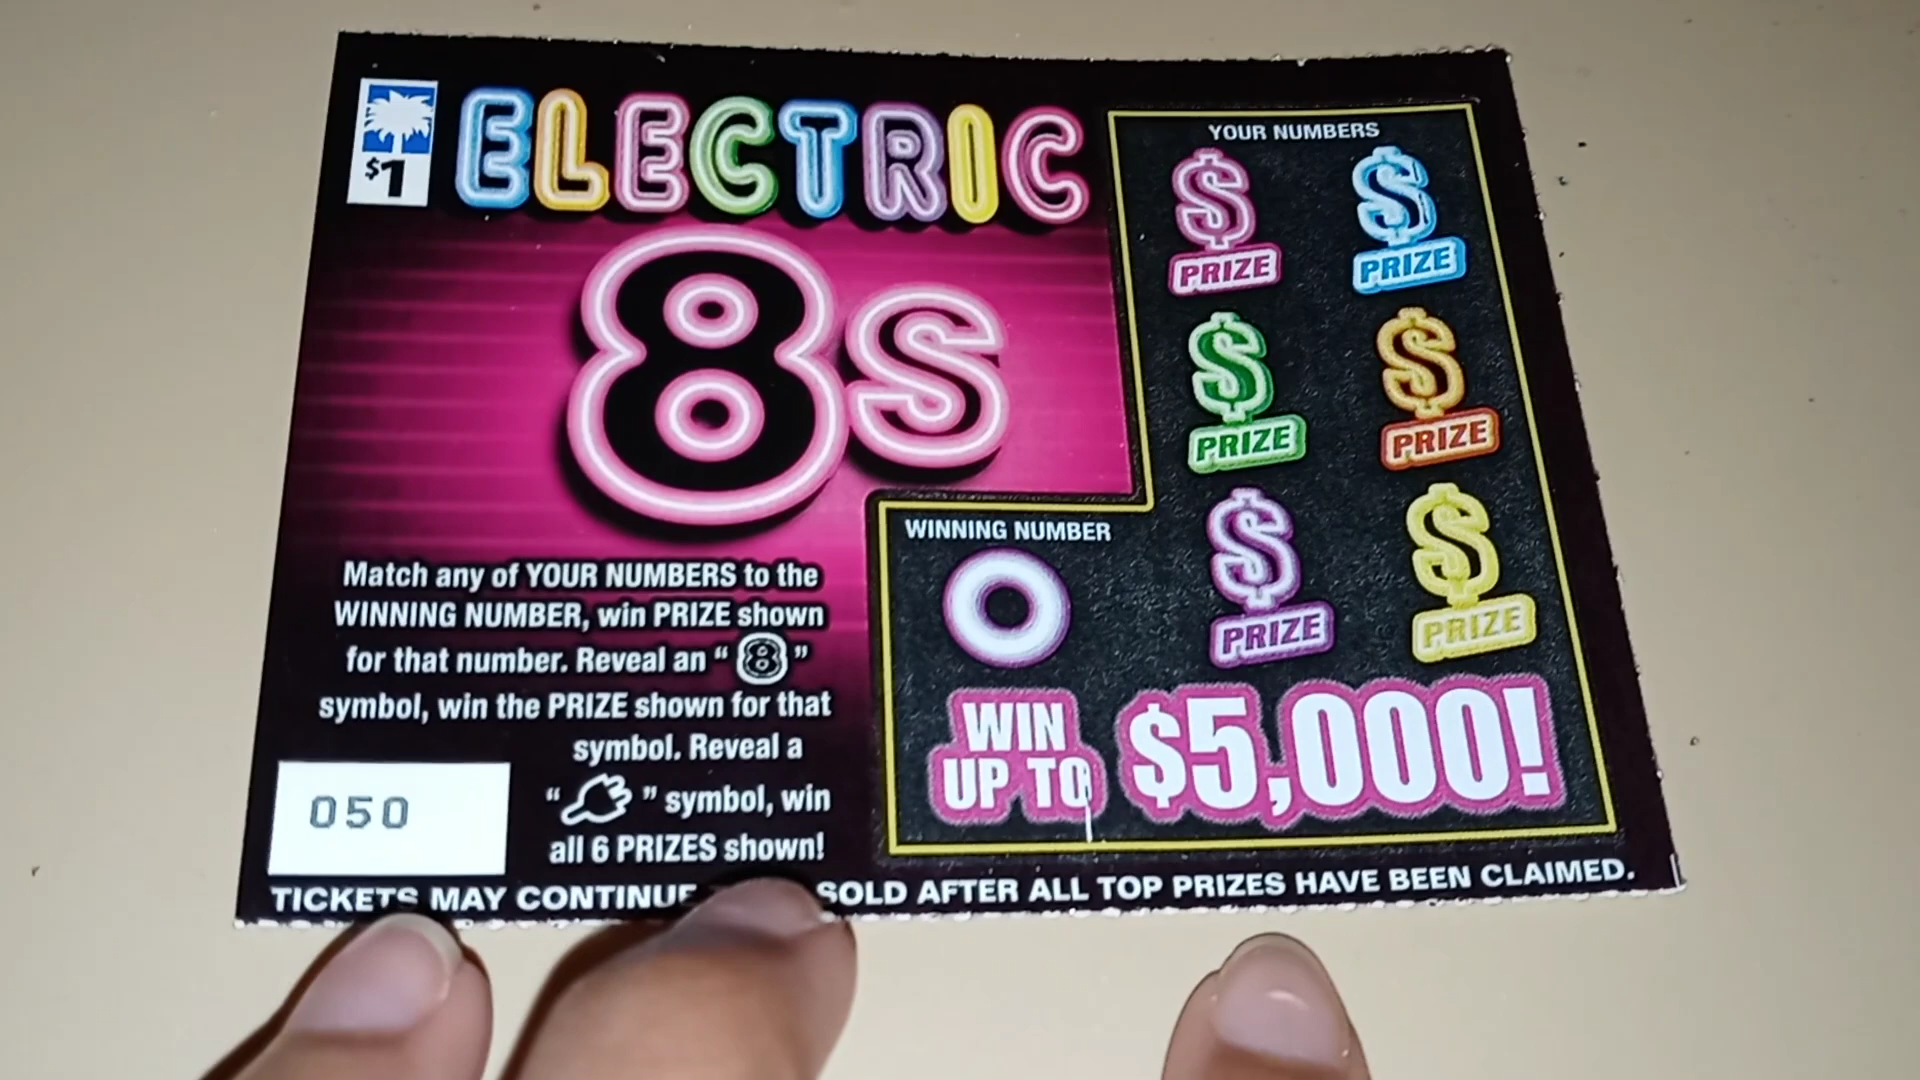 $1
ELECTRIC
8s
Match any of YOUR NUMBERS to the
WINNING NUMBER, win PRIZE shown
for that number. Reveal an “ 8 ”
symbol, win the PRIZE shown for that
symbol. Reveal a
“ ” symbol, win
all 6 PRIZES shown!
050
YOUR NUMBERS
$ $
PRIZE PRIZE
$ $
PRIZE PRIZE
$ $
PRIZE PRIZE
WINNING NUMBER
WIN
UP TO
$5,000!
TICKETS MAY CONTINUE SOLD AFTER ALL TOP PRIZES HAVE BEEN CLAIMED.